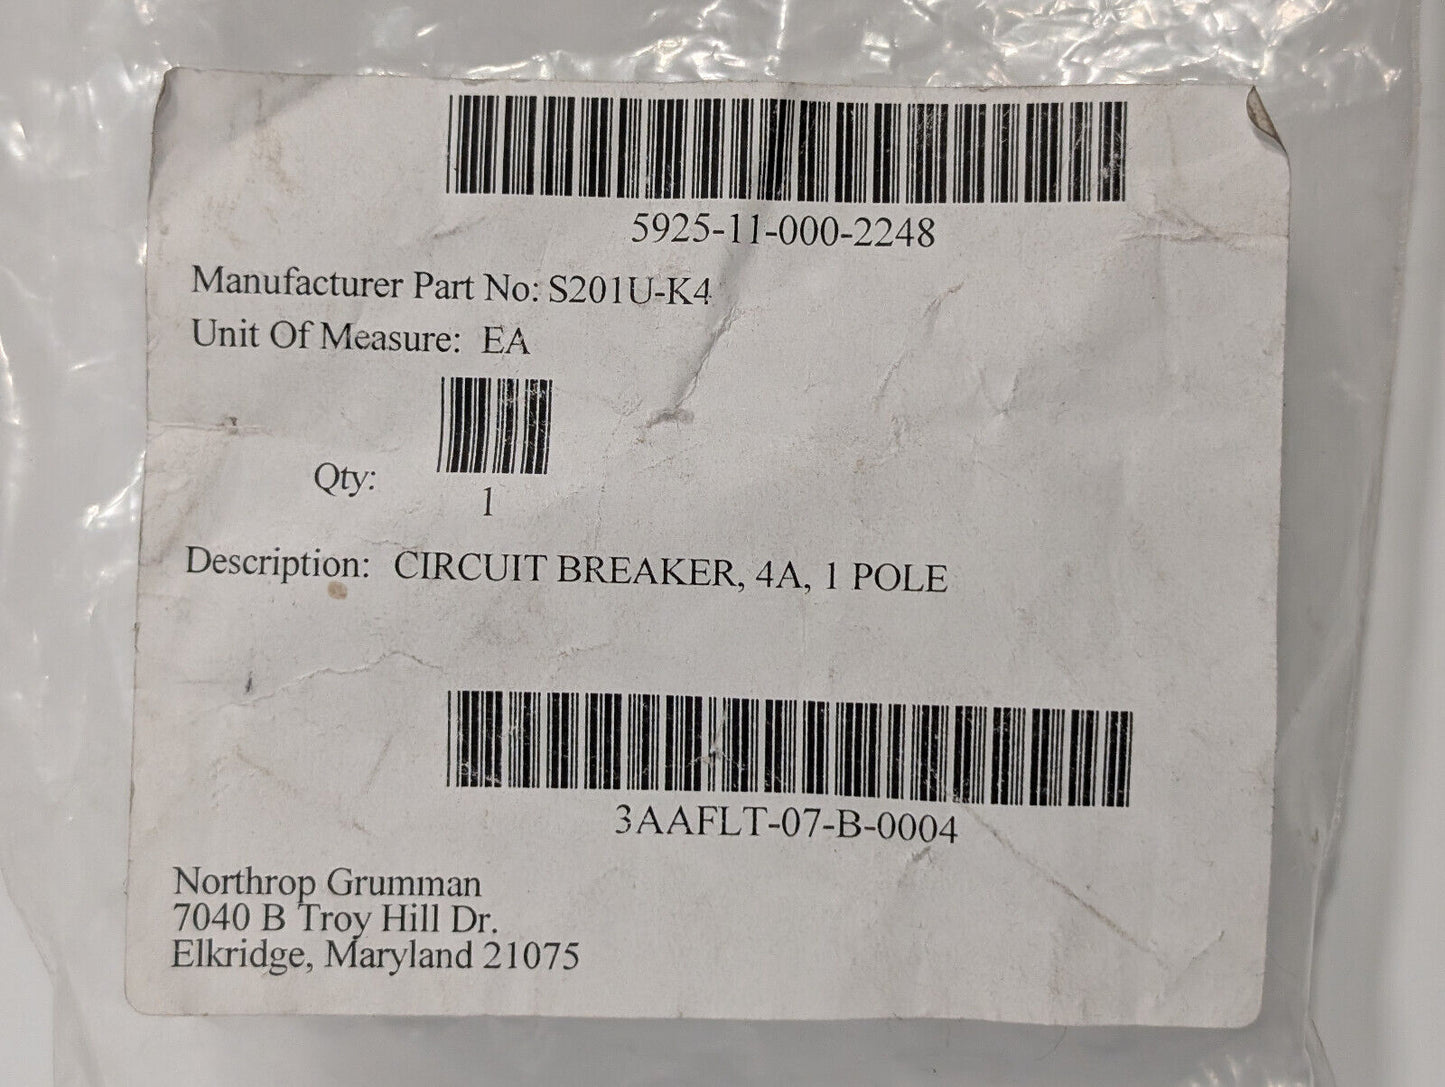 5925-11-000-2248
Manufacturer Part No: S201U-K4
Unit Of Measure: EA
Qty:
1
Description: CIRCUIT BREAKER, 4A, 1 POLE
3AAFLT-07-B-0004
Northrop Grumman
7040 B Troy Hill Dr.
Elkridge, Maryland 21075